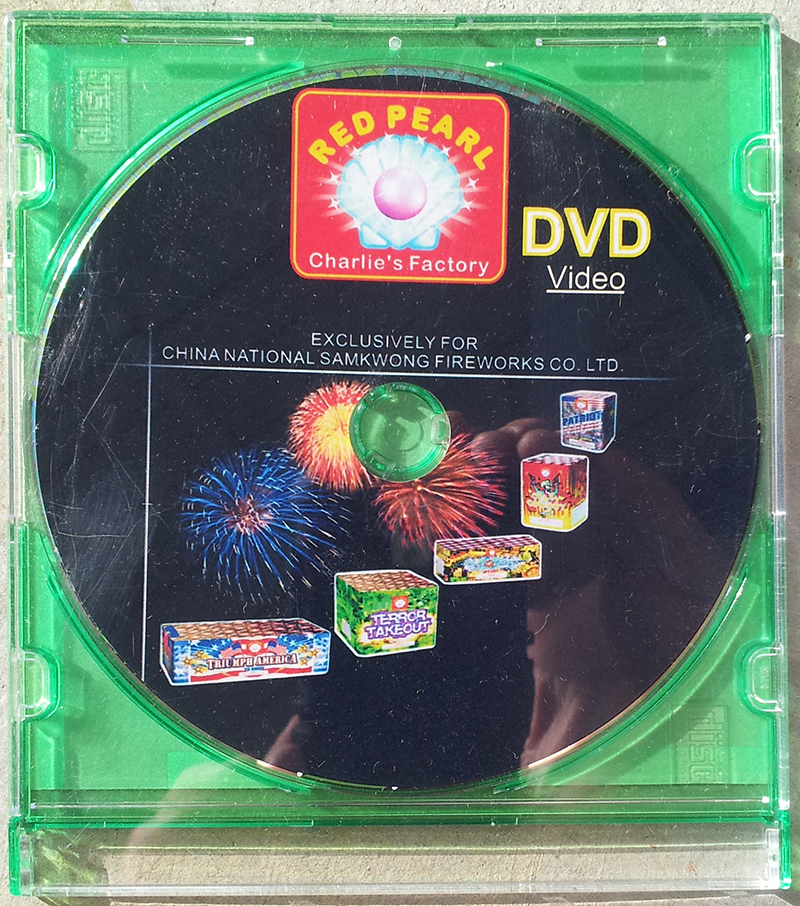 RED PEARL
Charlie's Factory
DVD
Video
EXCLUSIVELY FOR
CHINA NATIONAL SAMKWONG FIREWORKS CO. LTD.
PATRIOT
TERROR
TAKEOUT
TRIUMPH AMERICA